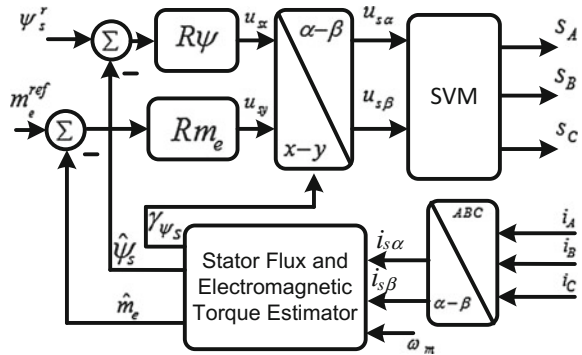 ψ_s^r
Σ
Rψ
u_sx
α-β
x-y
u_sα
SVM
S_A
S_B
S_C
m_e^ref
Σ
Rm_e
u_sy
u_sβ
γ_ψs
ψ̂_s
m̂_e
Stator Flux and
Electromagnetic
Torque Estimator
i_sα
i_sβ
ABC
α-β
i_A
i_B
i_C
ω_m